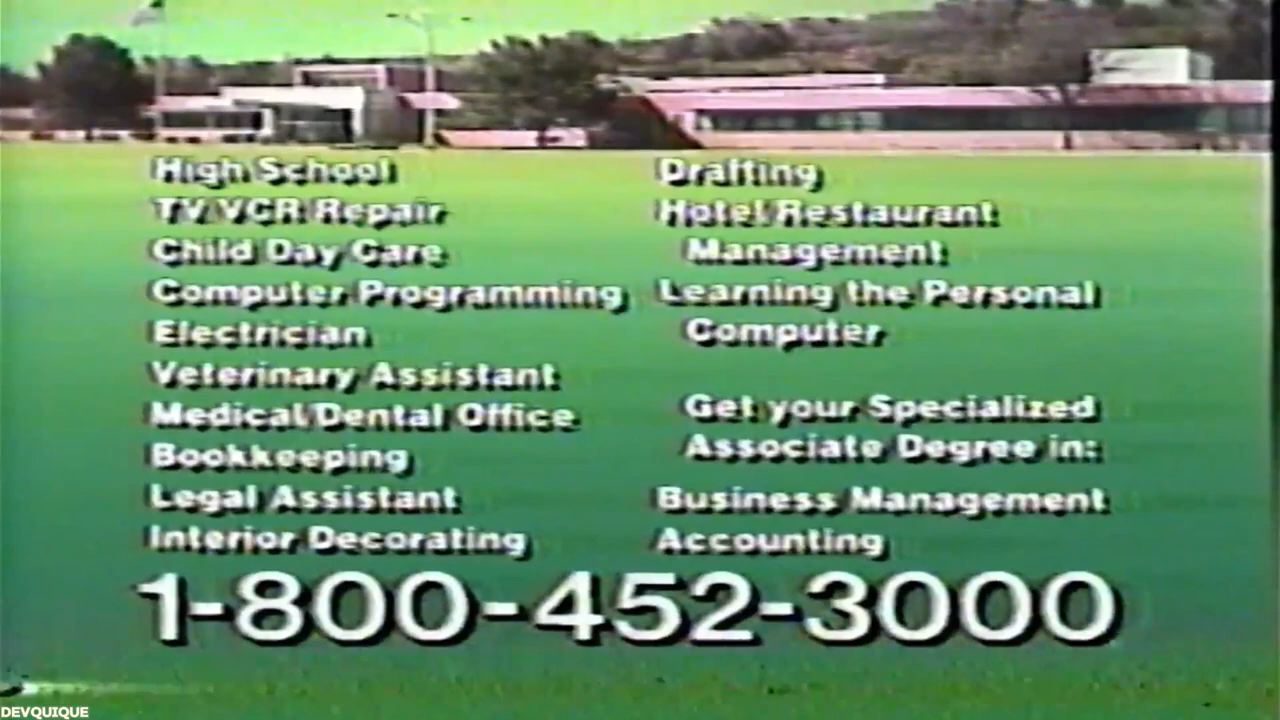 High School
TV VCR Repair
Child Day Care
Computer Programming
Electrician
Veterinary Assistant
Medical/Dental Office
Bookkeeping
Legal Assistant
Interior Decorating
Drafting
Hotel/Restaurant
Management
Learning the Personal
Computer
Get your Specialized
Associate Degree in:
Business Management
Accounting
1-800-452-3000
DEVQUIQUE